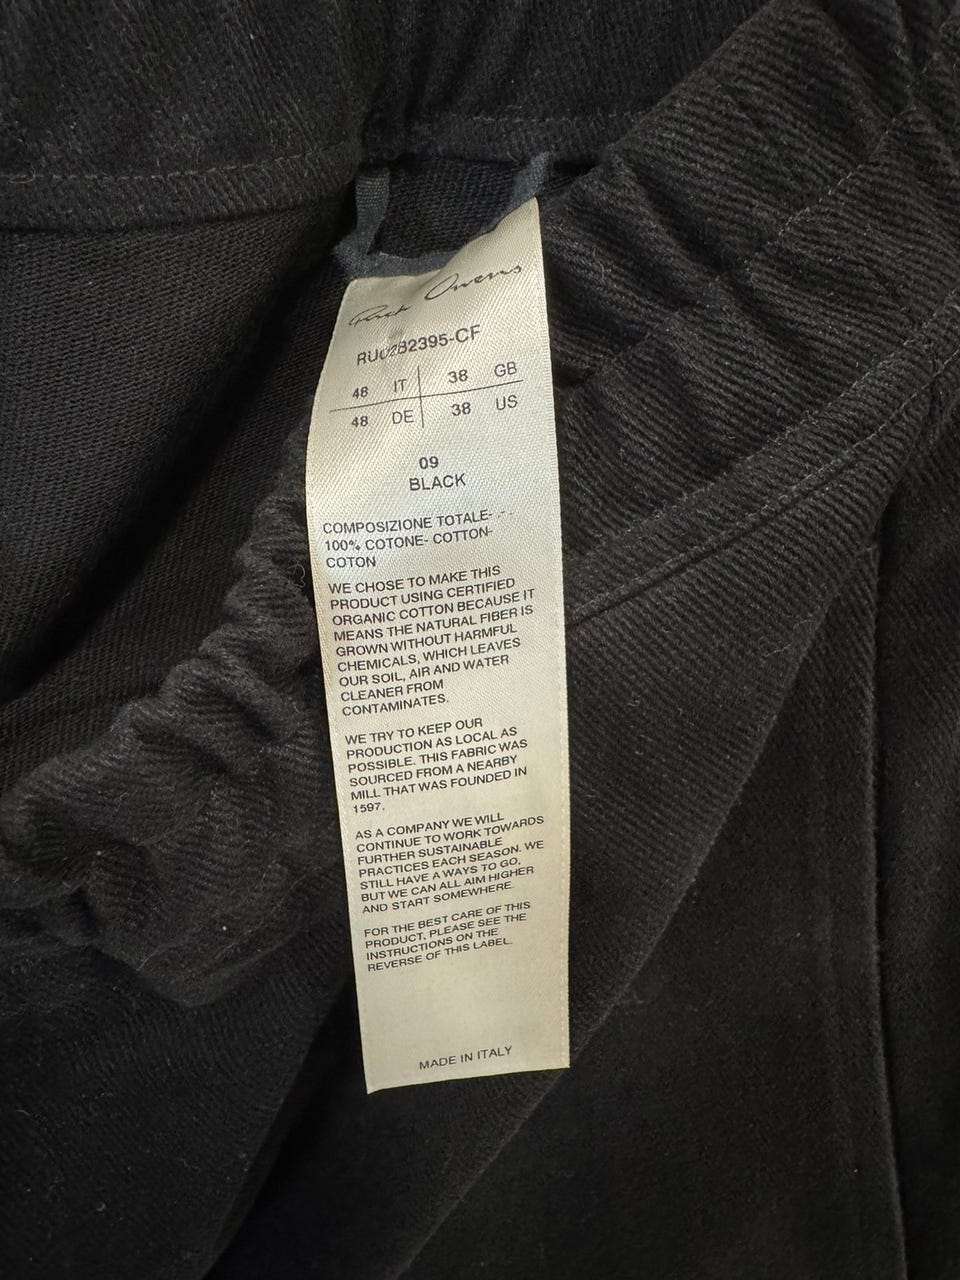 Rick Owens
RU02B2395-CF
48 IT 38 GB
48 DE 38 US
09
BLACK
COMPOSIZIONE TOTALE- - -
100% COTONE- COTTON-
COTON
WE CHOSE TO MAKE THIS
PRODUCT USING CERTIFIED
ORGANIC COTTON BECAUSE IT
MEANS THE NATURAL FIBER IS
GROWN WITHOUT HARMFUL
CHEMICALS, WHICH LEAVES
OUR SOIL, AIR AND WATER
CLEANER FROM
CONTAMINATES.
WE TRY TO KEEP OUR
PRODUCTION AS LOCAL AS
POSSIBLE. THIS FABRIC WAS
SOURCED FROM A NEARBY
MILL THAT WAS FOUNDED IN
1597.
AS A COMPANY WE WILL
CONTINUE TO WORK TOWARDS
FURTHER SUSTAINABLE
PRACTICES EACH SEASON. WE
STILL HAVE A WAYS TO GO,
BUT WE CAN ALL AIM HIGHER
AND START SOMEWHERE.
FOR THE BEST CARE OF THIS
PRODUCT, PLEASE SEE THE
INSTRUCTIONS ON THE
REVERSE OF THIS LABEL.
MADE IN ITALY